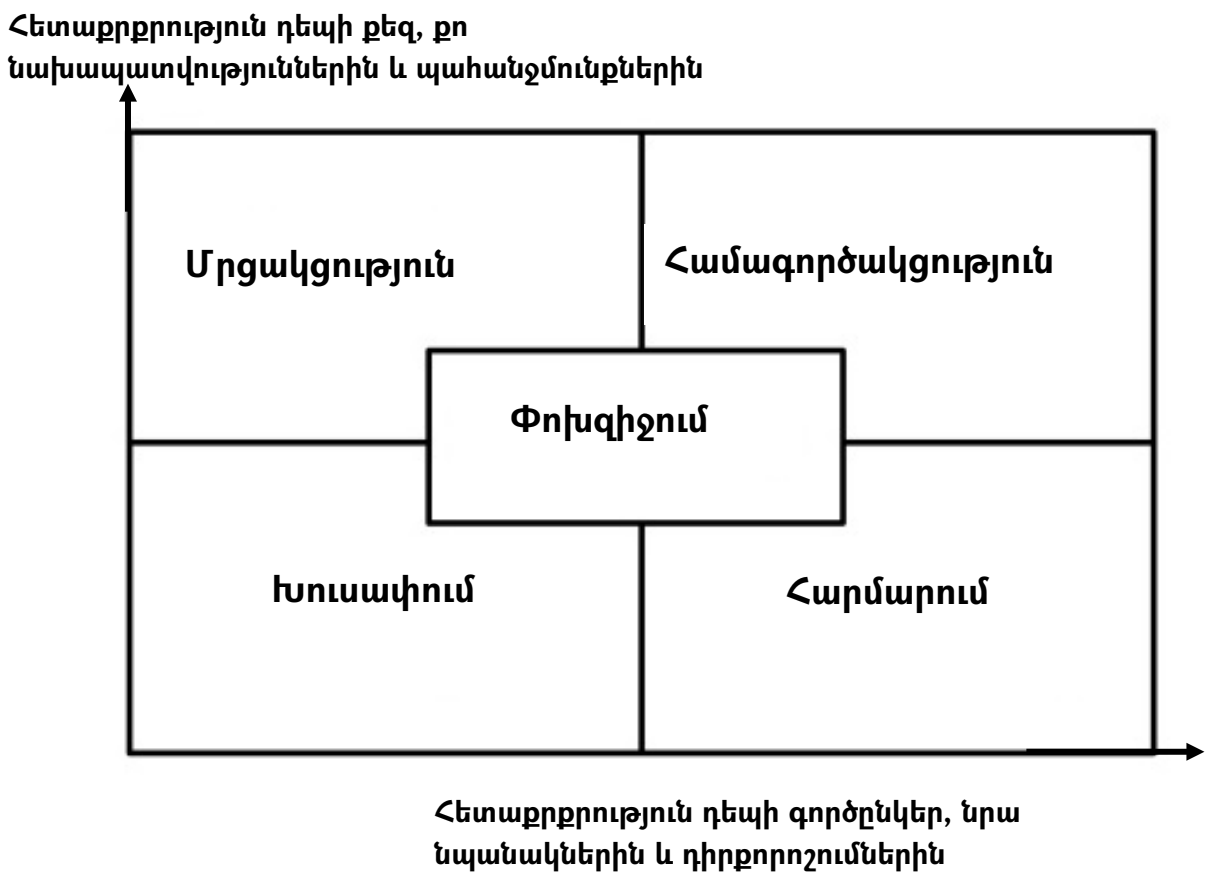 Հետաքրքրություն դեպի քեզ, քո
նախապատվություններին և պահանջմունքներին
Մրցակցություն
Համագործակցություն
Փոխզիջում
Խուսափում
Հարմարում
Հետաքրքրություն դեպի գործընկեր, նրա
նպանակներին և դիրքորոշումներին